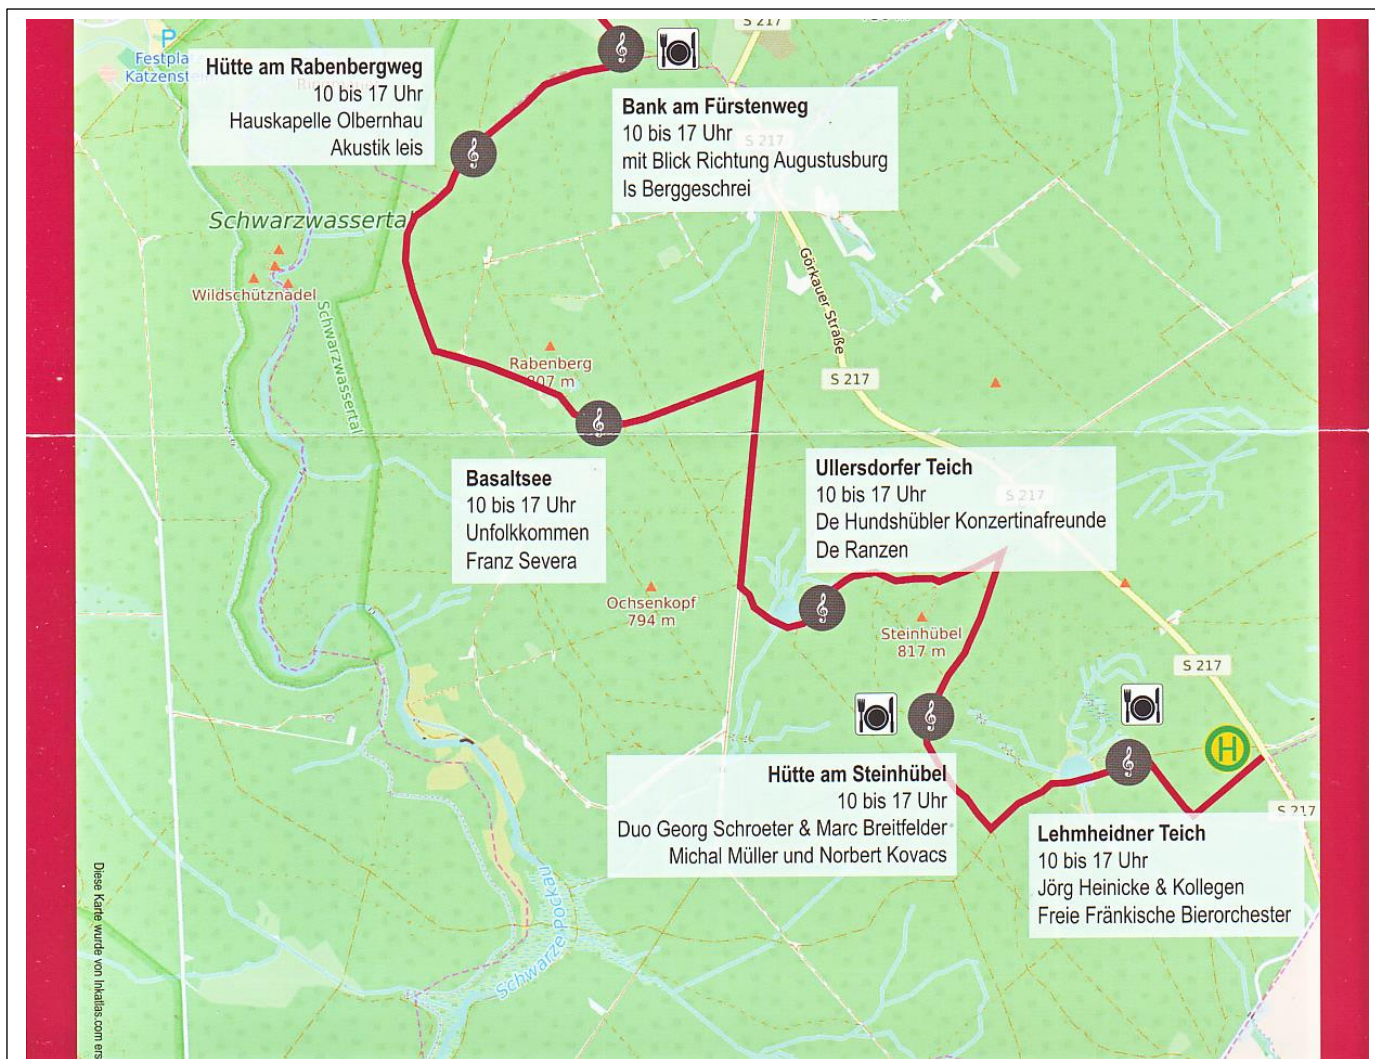 S 217
P
Festplatz
Katzenstein
Hütte am Rabenbergweg
10 bis 17 Uhr
Hauskapelle Olbernhau
Akustik leis
Bank am Fürstenweg
10 bis 17 Uhr
mit Blick Richtung Augustusburg
Is Berggeschrei
S 217
Schwarzwassertal
Wildschütznadel
Schwarzwassertal
Görkauer Straße
Rabenberg
807 m
S 217
Basaltsee
10 bis 17 Uhr
Unfolkkommen
Franz Severa
Ullersdorfer Teich
10 bis 17 Uhr
S 217
De Hundshübler Konzertinafreunde
De Ranzen
Ochsenkopf
794 m
Steinhübel
817 m
S 217
H
Hütte am Steinhübel
10 bis 17 Uhr
Duo Georg Schroeter & Marc Breitfelder
Michal Müller und Norbert Kovacs
S 217
Lehmheidner Teich
10 bis 17 Uhr
Jörg Heinicke & Kollegen
Freie Fränkische Bierorchester
Schwarze Pockau
Diese Karte wurde von Inkatlas.com ers